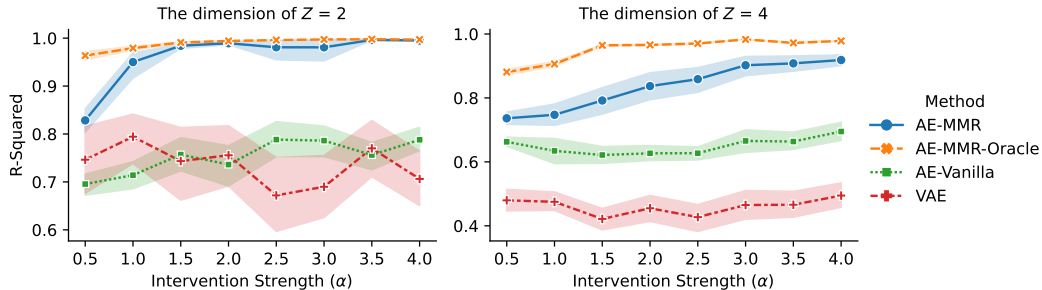 The dimension of Z = 2
R-Squared
1.0
0.9
0.8
0.7
0.6
0.5 1.0 1.5 2.0 2.5 3.0 3.5 4.0
Intervention Strength (α)
The dimension of Z = 4
1.0
0.8
0.6
0.4
0.5 1.0 1.5 2.0 2.5 3.0 3.5 4.0
Intervention Strength (α)
Method
AE-MMR
AE-MMR-Oracle
AE-Vanilla
VAE